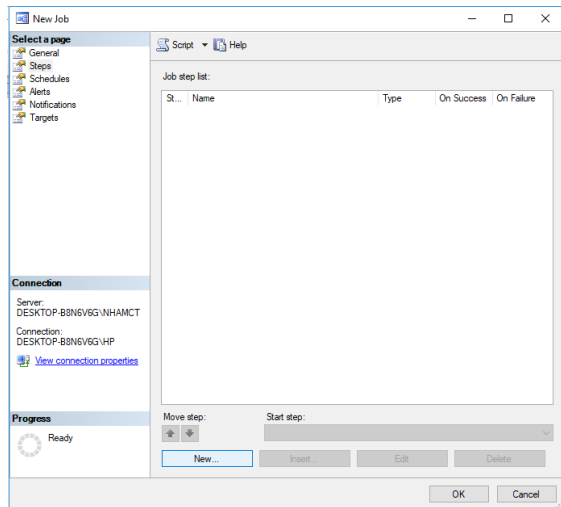 New Job
Select a page
General
Steps
Schedules
Alerts
Notifications
Targets
Script
Help
Job step list:
St... Name Type On Success On Failure
Connection
Server:
DESKTOP-B8N6V6G\NHAMCT
Connection:
DESKTOP-B8N6V6G\HP
View connection properties
Progress
Ready
Move step: Start step:
New... Insert... Edit Delete
OK Cancel